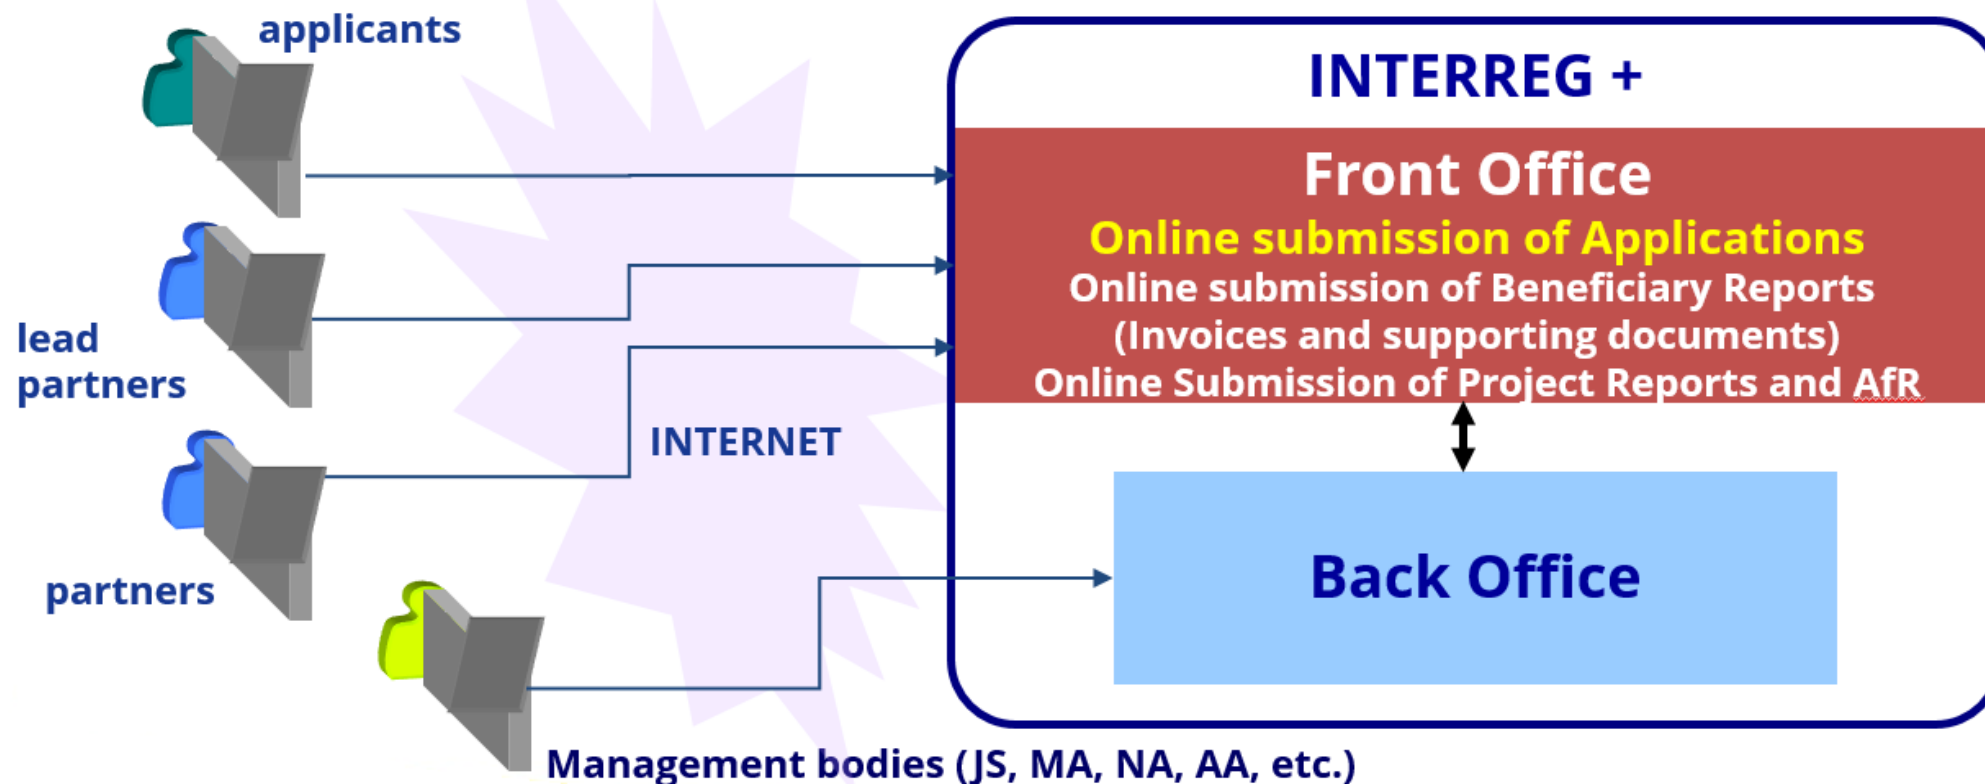 applicants
INTERREG +
Front Office
Online submission of Applications
Online submission of Beneficiary Reports
(Invoices and supporting documents)
Online Submission of Project Reports and AfR
lead
partners
INTERNET
Back Office
partners
Management bodies (JS, MA, NA, AA, etc.)